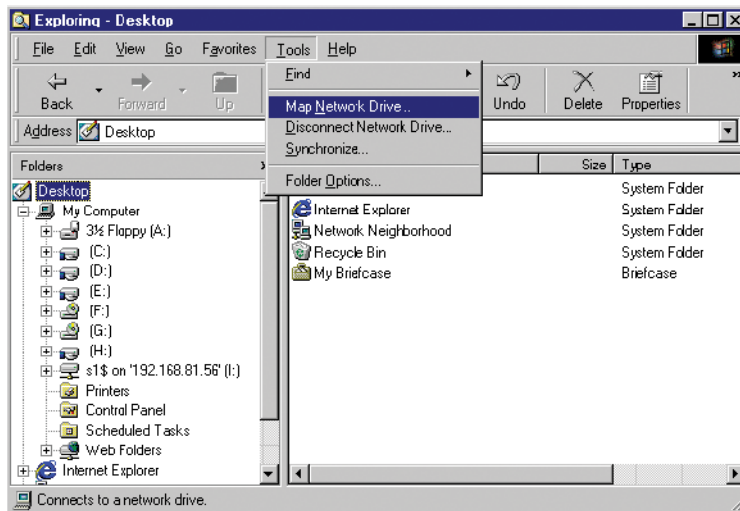 Exploring - Desktop
File Edit View Go Favorites Tools Help
Back Forward Up Undo Delete Properties
Find
Map Network Drive...
Disconnect Network Drive...
Synchronize...
Folder Options...
Address Desktop
Folders
Size Type
Desktop
My Computer
3½ Floppy (A:)
(C:)
(D:)
(E:)
(F:)
(G:)
(H:)
s1$ on '192.168.81.56' (I:)
Printers
Control Panel
Scheduled Tasks
Web Folders
Internet Explorer
System Folder
Internet Explorer System Folder
Network Neighborhood System Folder
Recycle Bin System Folder
My Briefcase Briefcase
Connects to a network drive.